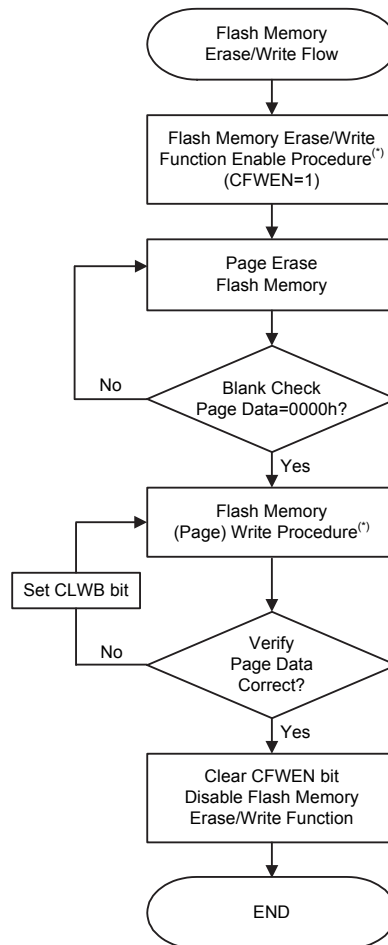 Flash Memory
Erase/Write Flow
Flash Memory Erase/Write
Function Enable Procedure(*)
(CFWEN=1)
Page Erase
Flash Memory
No
Blank Check
Page Data=0000h?
Yes
Flash Memory
(Page) Write Procedure(*)
Set CLWB bit
No
Verify
Page Data
Correct?
Yes
Clear CFWEN bit
Disable Flash Memory
Erase/Write Function
END